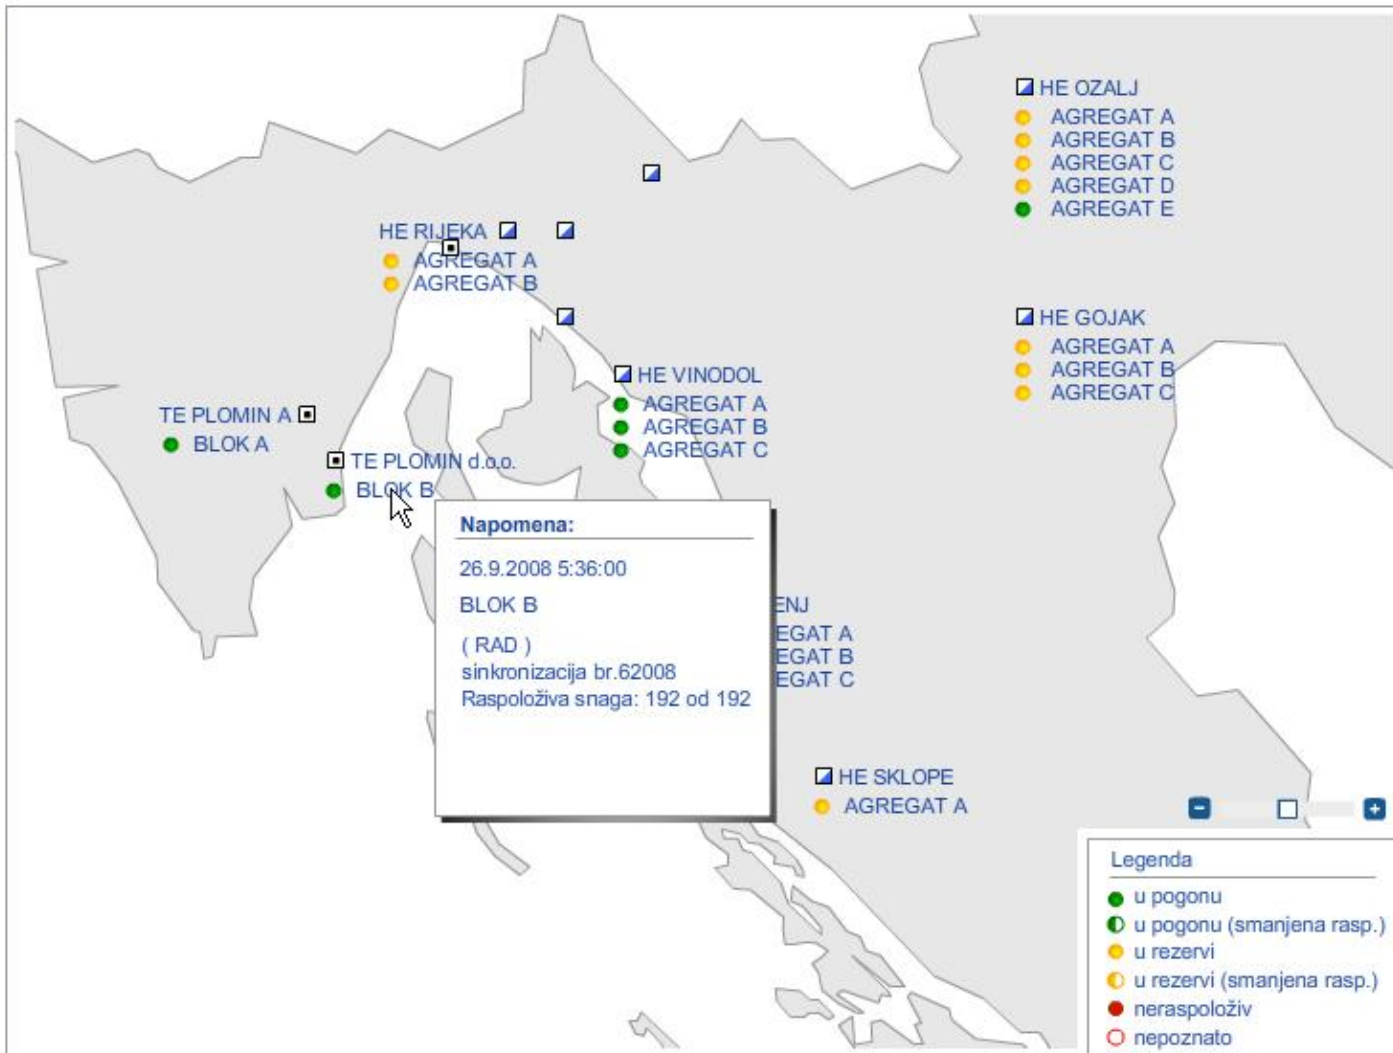 HE OZALJ
AGREGAT A
AGREGAT B
AGREGAT C
AGREGAT D
AGREGAT E
HE RIJEKA
AGREGAT A
AGREGAT B
HE GOJAK
AGREGAT A
AGREGAT B
AGREGAT C
HE VINODOL
AGREGAT A
AGREGAT B
AGREGAT C
TE PLOMIN A
BLOK A
TE PLOMIN d.o.o.
BLOK B
Napomena:
26.9.2008 5:36:00
BLOK B
( RAD )
sinkronizacija br.62008
Raspoloživa snaga: 192 od 192
ENJ
EGAT A
EGAT B
EGAT C
HE SKLOPE
AGREGAT A
Legenda
u pogonu
u pogonu (smanjena rasp.)
u rezervi
u rezervi (smanjena rasp.)
neraspoloživ
nepoznato